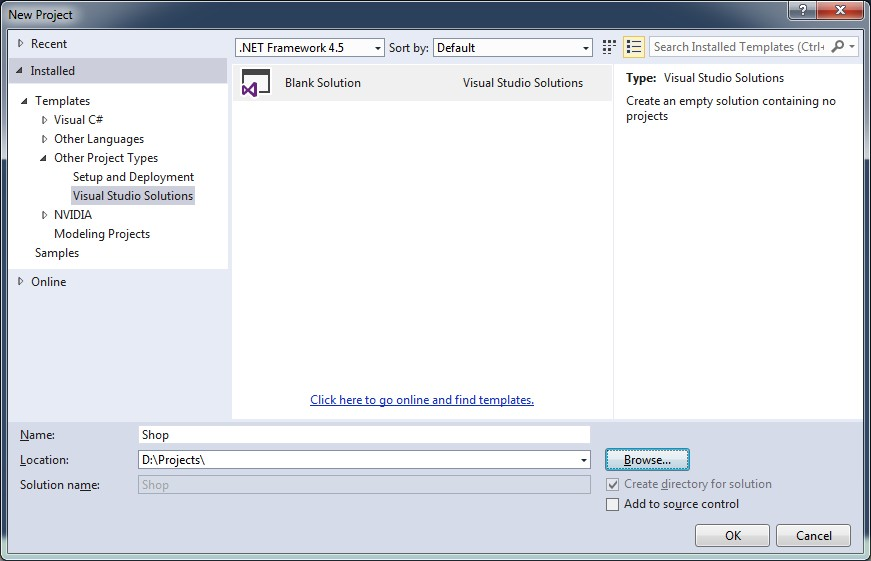 New Project
?
Recent
Installed
Templates
Visual C#
Other Languages
Other Project Types
Setup and Deployment
Visual Studio Solutions
NVIDIA
Modeling Projects
Samples
Online
.NET Framework 4.5 Sort by: Default
Search Installed Templates (Ctrl+
Blank Solution Visual Studio Solutions
Click here to go online and find templates.
Type: Visual Studio Solutions
Create an empty solution containing no
projects
Name: Shop
Location: D:\Projects\ Browse...
Solution name: Shop
Create directory for solution
Add to source control
OK Cancel